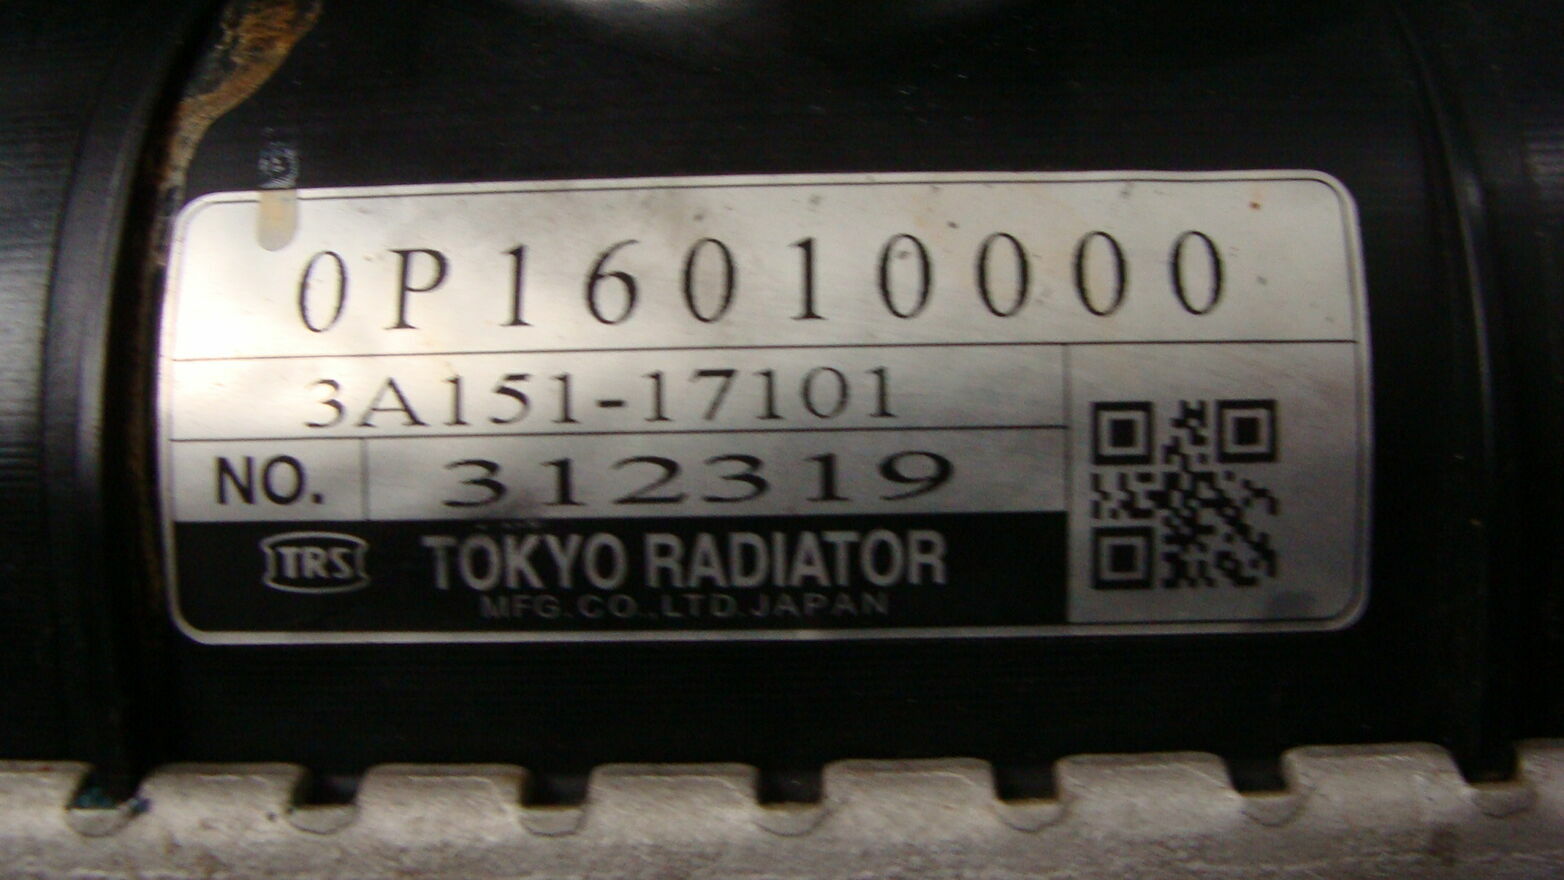 0P16010000
3A151-17101
NO. 312319
TRS TOKYO RADIATOR
MFG.CO.,LTD.JAPAN